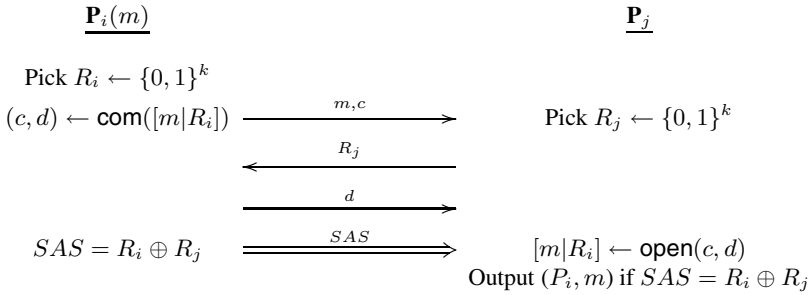 P_i(m) P_j
Pick R_i ← {0, 1}^k
(c, d) ← com([m|R_i]) m,c Pick R_j ← {0, 1}^k
R_j
d
SAS = R_i ⊕ R_j SAS [m|R_i] ← open(c, d)
Output (P_i, m) if SAS = R_i ⊕ R_j